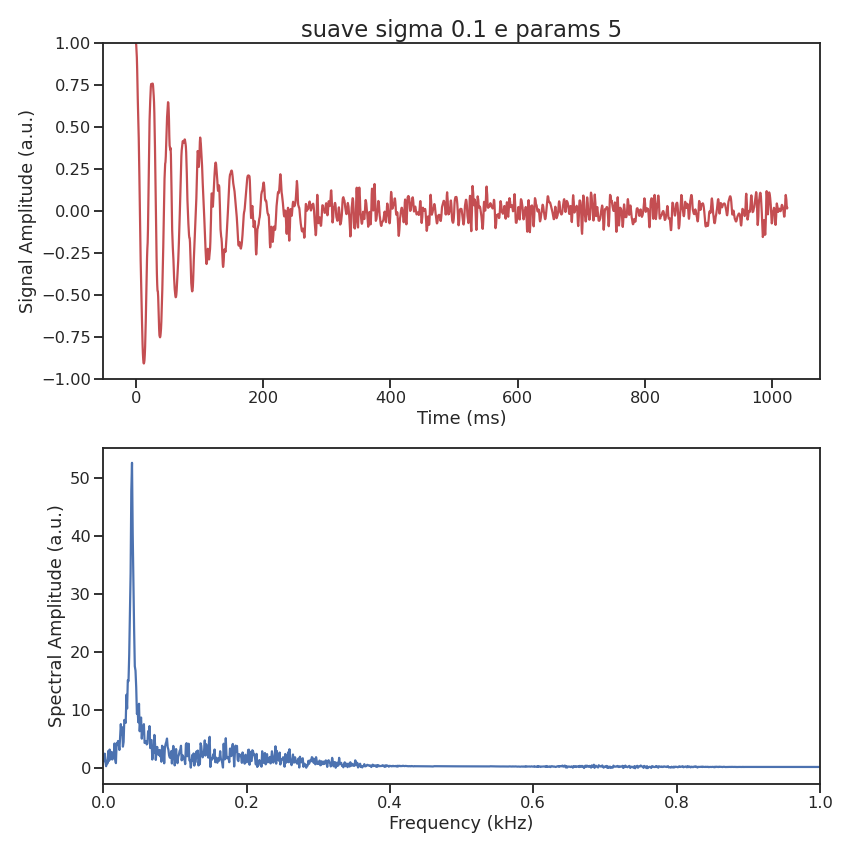 suave sigma 0.1 e params 5
1.00
0.75
0.50
0.25
0.00
−0.25
−0.50
−0.75
−1.00
Signal Amplitude (a.u.)
0 200 400 600 800 1000
Time (ms)
50
40
30
20
10
0
Spectral Amplitude (a.u.)
0.0 0.2 0.4 0.6 0.8 1.0
Frequency (kHz)